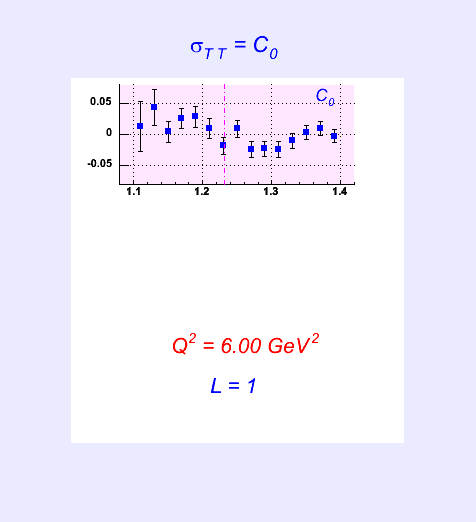 σTT = C0
C0
0.05
0
-0.05
1.1 1.2 1.3 1.4
Q² = 6.00 GeV²
L = 1